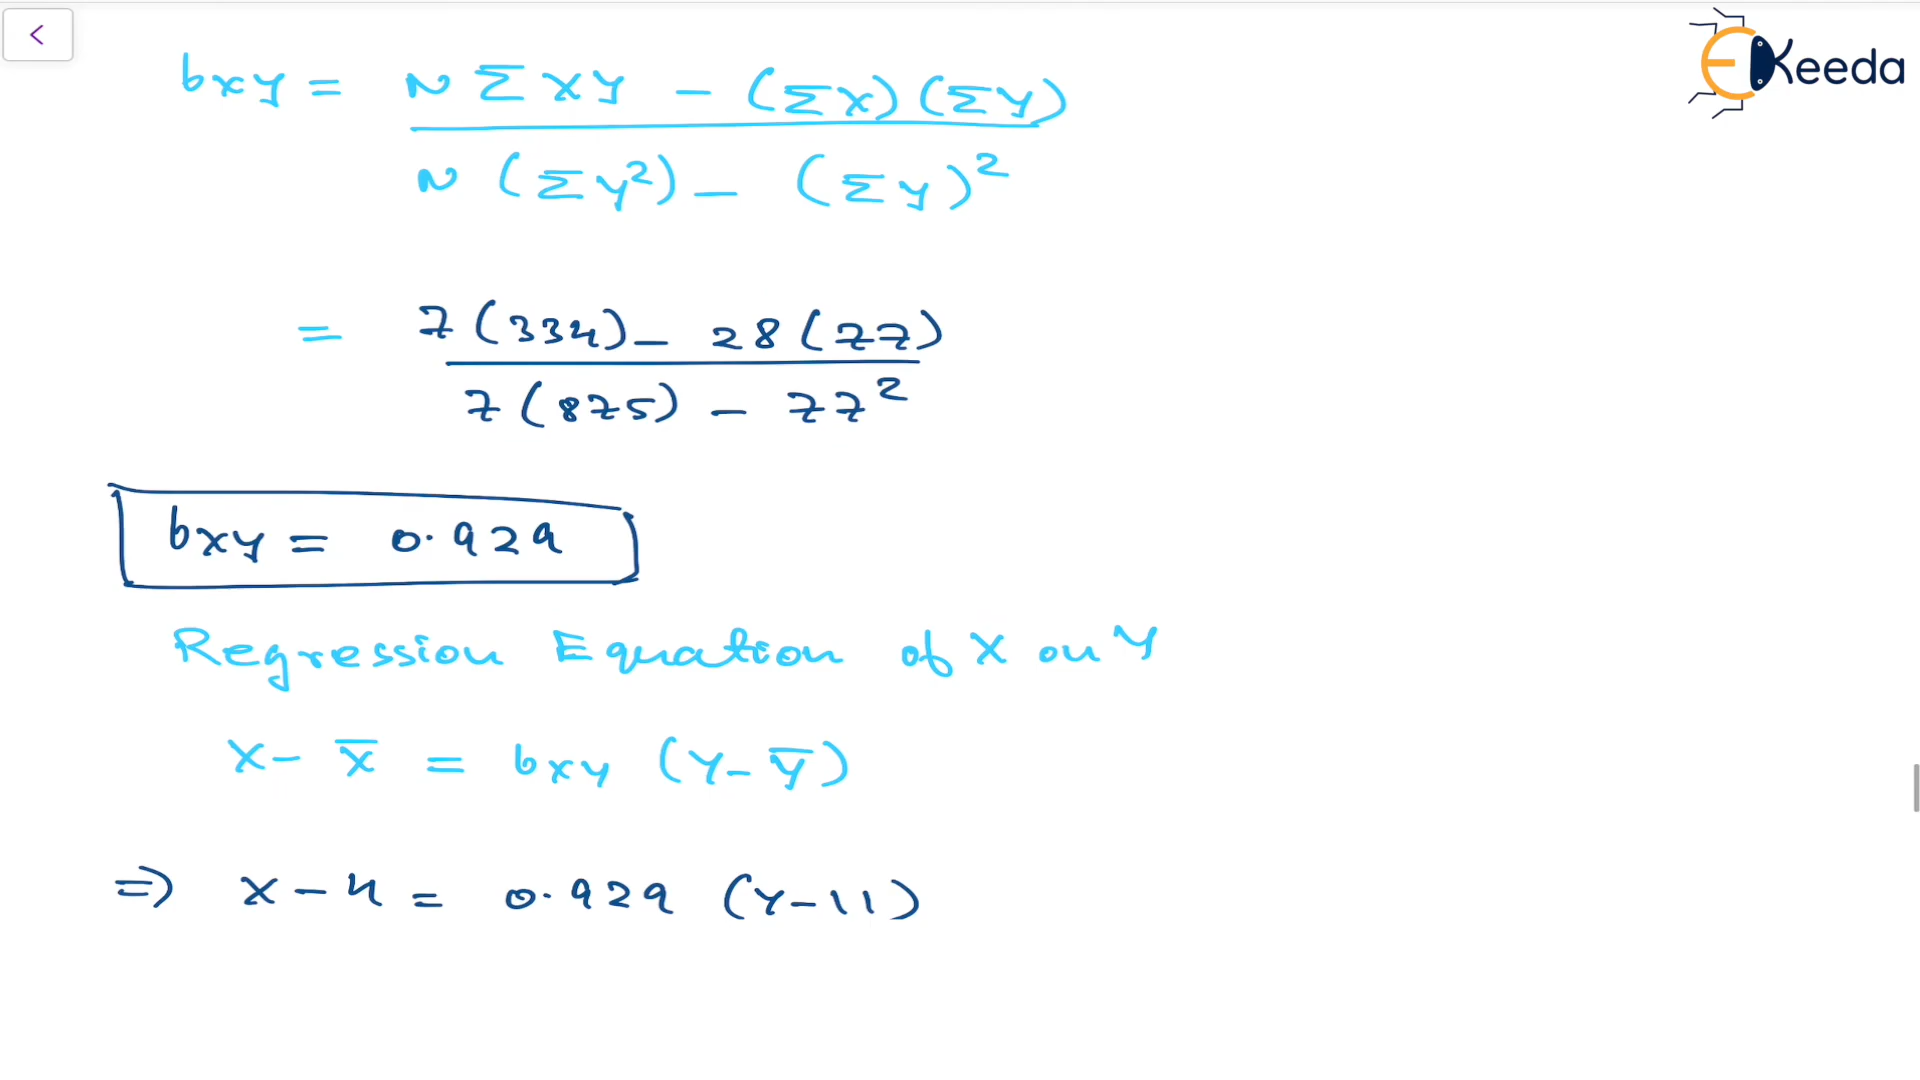 EKeeda
bxy = N Σ XY - (ΣX) (ΣY)
N (ΣY²) - (ΣY)²
= 7 (334) - 28 (77)
7 (875) - 77²
bxy = 0.929
Regression Equation of X on Y
X - X̅ = bxy (Y - Y̅)
⇒ X - 4 = 0.929 (Y - 11)